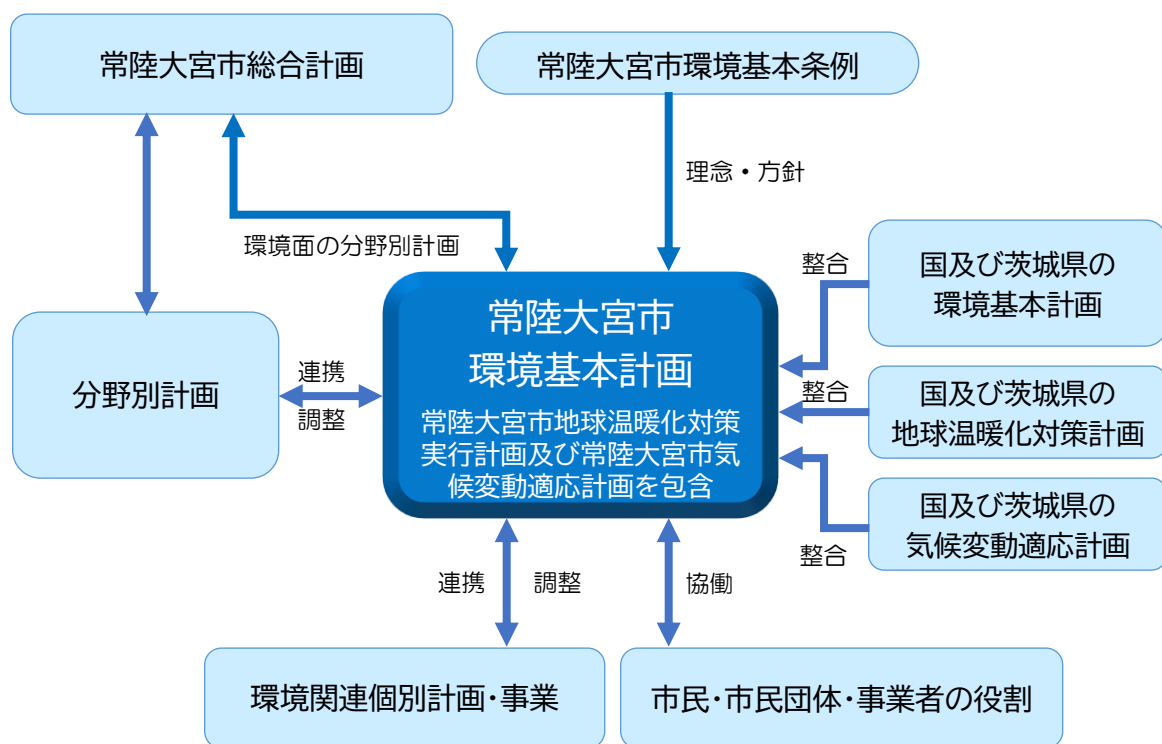 常陸大宮市総合計画
常陸大宮市環境基本条例
理念・方針
環境面の分野別計画
整合
国及び茨城県の
環境基本計画
常陸大宮市
環境基本計画
常陸大宮市地球温暖化対策
実行計画及び常陸大宮市気
候変動適応計画を包含
分野別計画
連携
調整
整合
国及び茨城県の
地球温暖化対策計画
国及び茨城県の
気候変動適応計画
整合
連携
調整
協働
環境関連個別計画・事業
市民・市民団体・事業者の役割